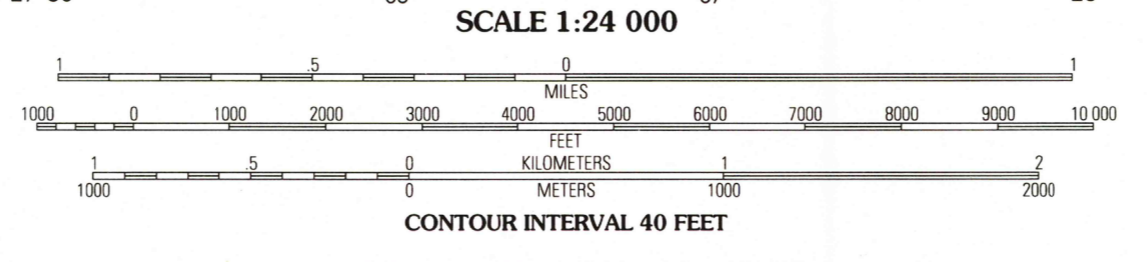 SCALE 1:24 000
1 .5 0 1
MILES
1000 0 1000 2000 3000 4000 5000 6000 7000 8000 9000 10 000
FEET
1 .5 0 KILOMETERS 1 2
1000 0 METERS 1000 2000
CONTOUR INTERVAL 40 FEET